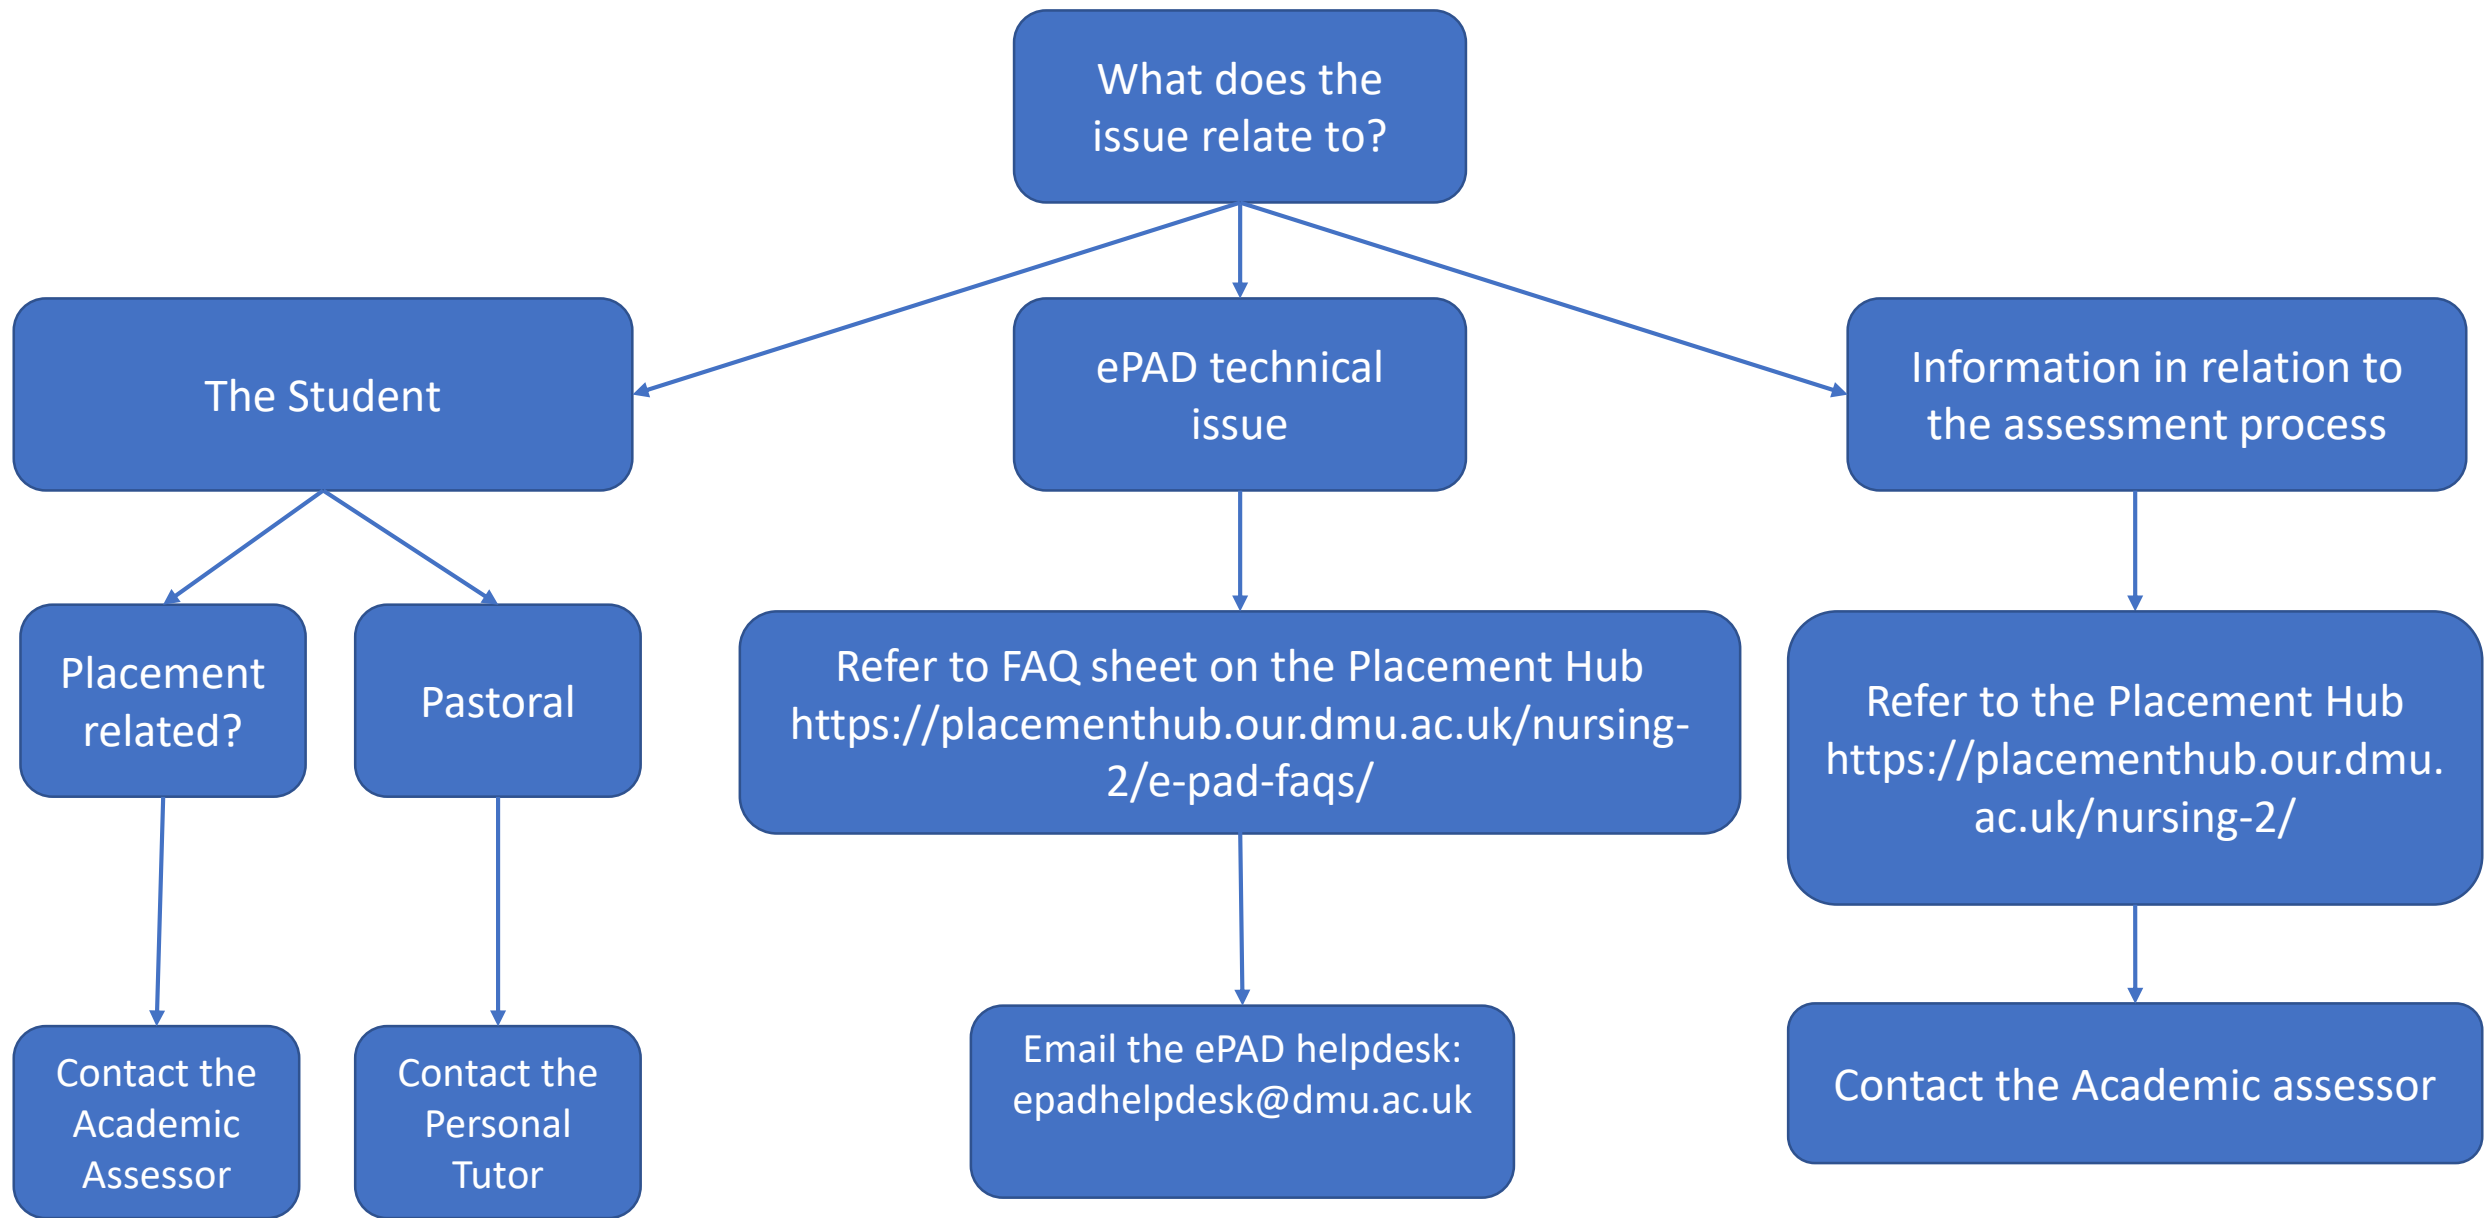 What does the
issue relate to?
The Student
ePAD technical
issue
Information in relation to
the assessment process
Placement
related?
Pastoral
Refer to FAQ sheet on the Placement Hub
https://placementhub.our.dmu.ac.uk/nursing-
2/e-pad-faqs/
Refer to the Placement Hub
https://placementhub.our.dmu.
ac.uk/nursing-2/
Contact the
Academic
Assessor
Contact the
Personal
Tutor
Email the ePAD helpdesk:
epadhelpdesk@dmu.ac.uk
Contact the Academic assessor